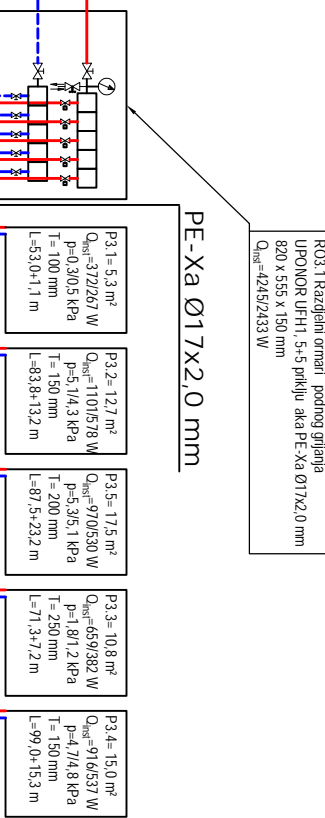 RO3.1 Razdjelni ormarić podnog grijanja
UPONOR UFH1, 5+5 priklju aka PE-Xa Ø17x2,0 mm
820 x 555 x 150 mm
Qinst=4245/2433 W
PE-Xa Ø17x2,0 mm
P3.1= 5,3 m²
Qinst=372/267 W
p=0,3/0,5 kPa
T= 100 mm
L=53,0+1,1 m
P3.2= 12,7 m²
Qinst=1101/578 W
p=5,1/4,3 kPa
T= 150 mm
L=83,8+13,2 m
P3.5= 17,5 m²
Qinst=970/530 W
p=5,3/5,1 kPa
T= 200 mm
L=87,5+23,2 m
P3.3= 10,8 m²
Qinst=659/382 W
p=1,8/1,2 kPa
T= 250 mm
L=71,3+7,2 m
P3.4= 15,0 m²
Qinst=916/537 W
p=4,7/4,8 kPa
T= 150 mm
L=99,0+15,3 m